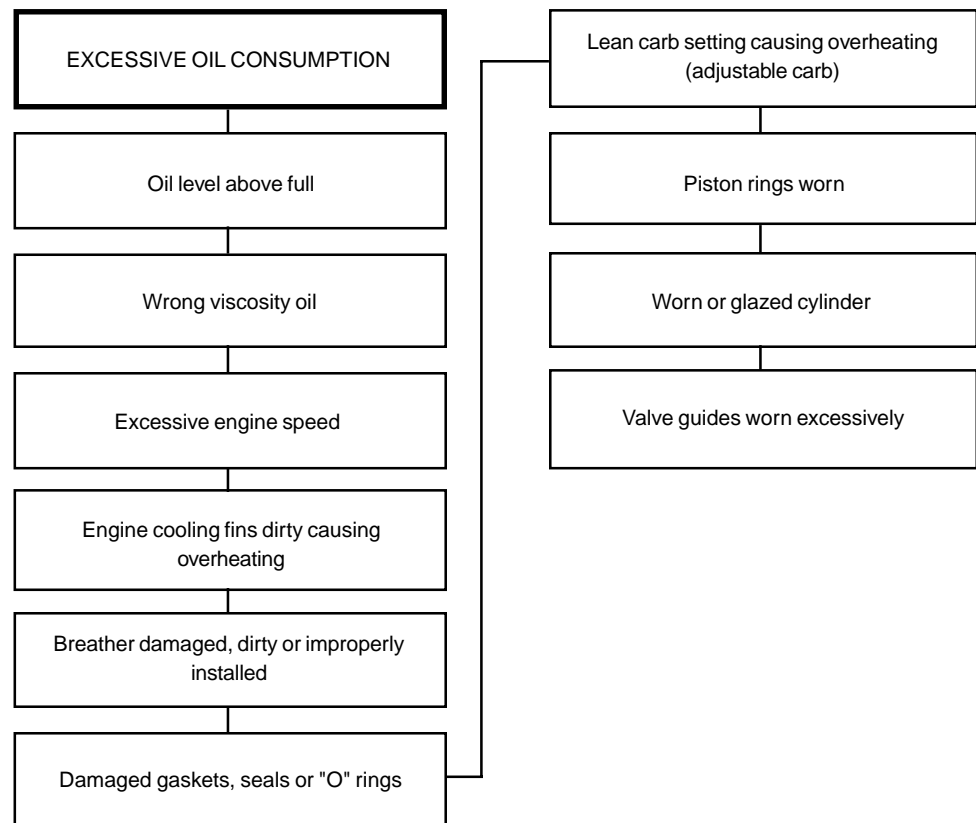 EXCESSIVE OIL CONSUMPTION
Oil level above full
Wrong viscosity oil
Excessive engine speed
Engine cooling fins dirty causing
overheating
Breather damaged, dirty or improperly
installed
Damaged gaskets, seals or "O" rings
Lean carb setting causing overheating
(adjustable carb)
Piston rings worn
Worn or glazed cylinder
Valve guides worn excessively